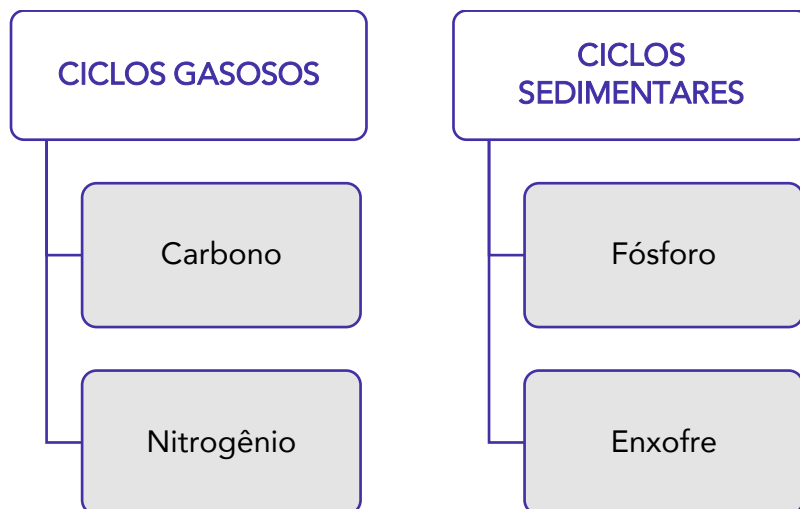 CICLOS GASOSOS
Carbono
Nitrogênio
CICLOS
SEDIMENTARES
Fósforo
Enxofre